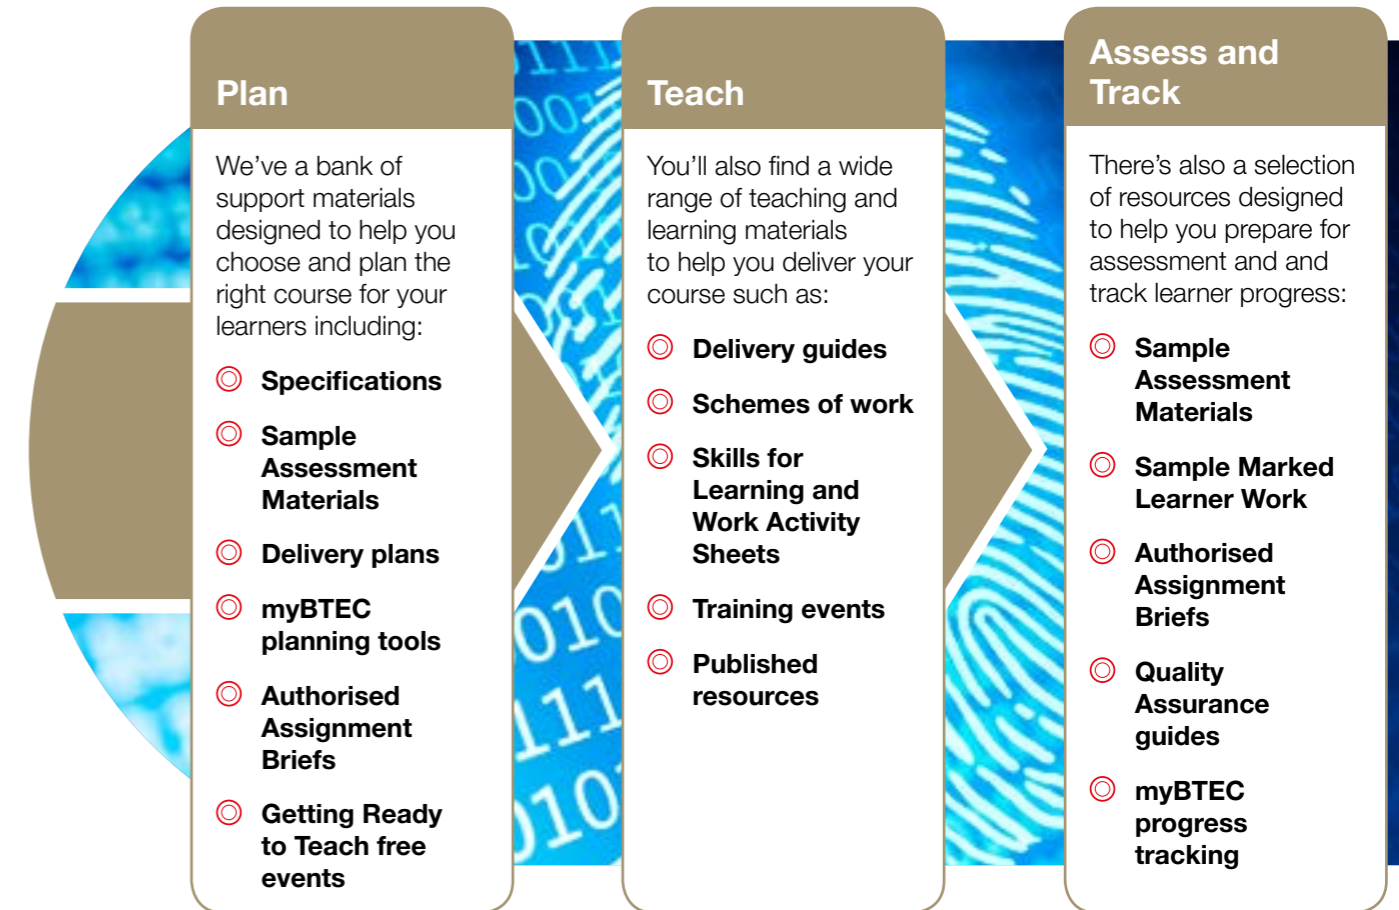 Plan
We’ve a bank of
support materials
designed to help you
choose and plan the
right course for your
learners including:
Specifications
Sample
Assessment
Materials
Delivery plans
myBTEC
planning tools
Authorised
Assignment
Briefs
Getting Ready
to Teach free
events
Teach
You’ll also find a wide
range of teaching and
learning materials
to help you deliver your
course such as:
Delivery guides
Schemes of work
Skills for
Learning and
Work Activity
Sheets
Training events
Published
resources
Assess and
Track
There’s also a selection
of resources designed
to help you prepare for
assessment and and
track learner progress:
Sample
Assessment
Materials
Sample Marked
Learner Work
Authorised
Assignment
Briefs
Quality
Assurance
guides
myBTEC
progress
tracking